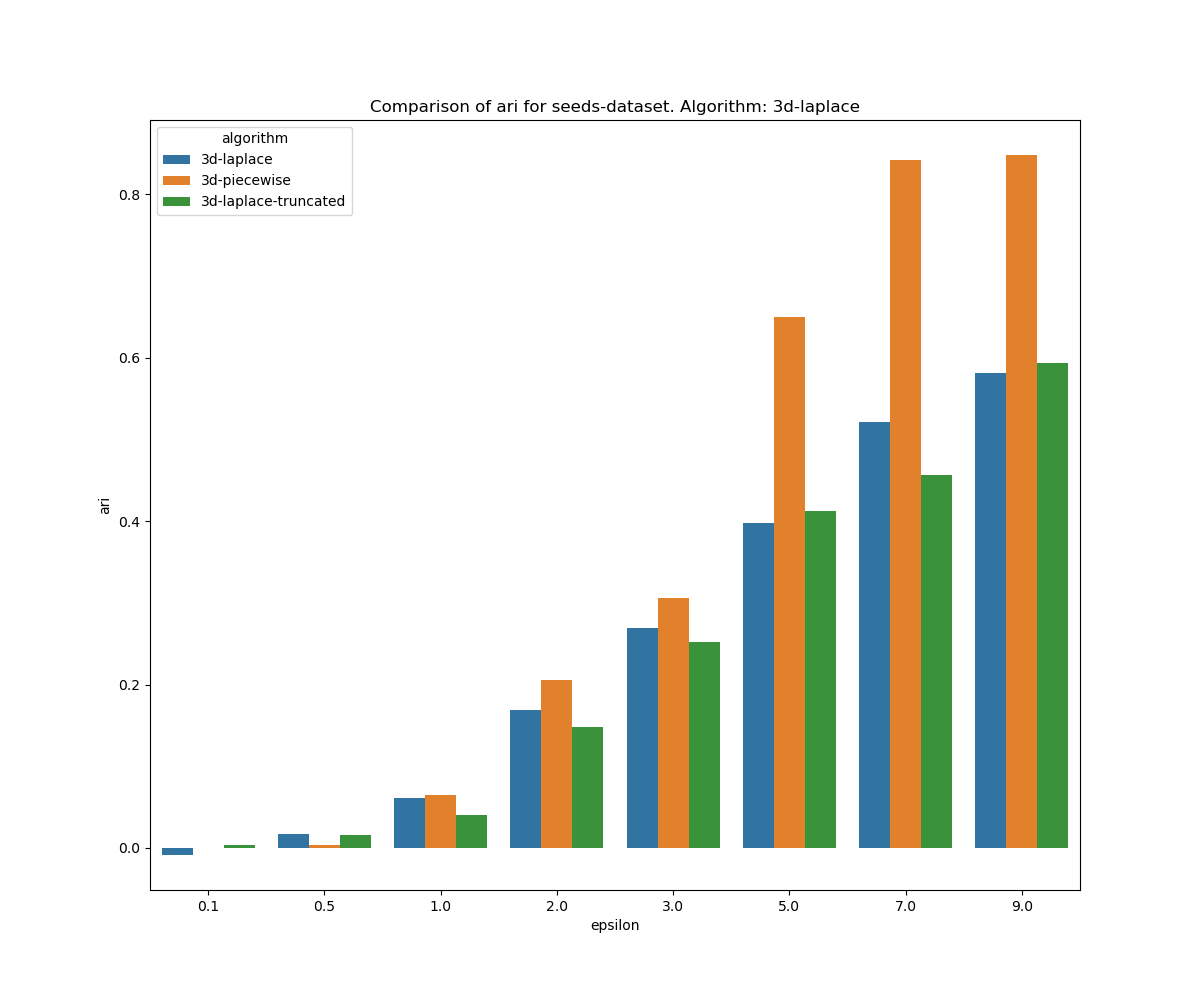 Comparison of ari for seeds-dataset. Algorithm: 3d-laplace
algorithm
3d-laplace
3d-piecewise
3d-laplace-truncated
0.8
0.6
0.4
0.2
0.0
ari
0.1 0.5 1.0 2.0 3.0 5.0 7.0 9.0
epsilon